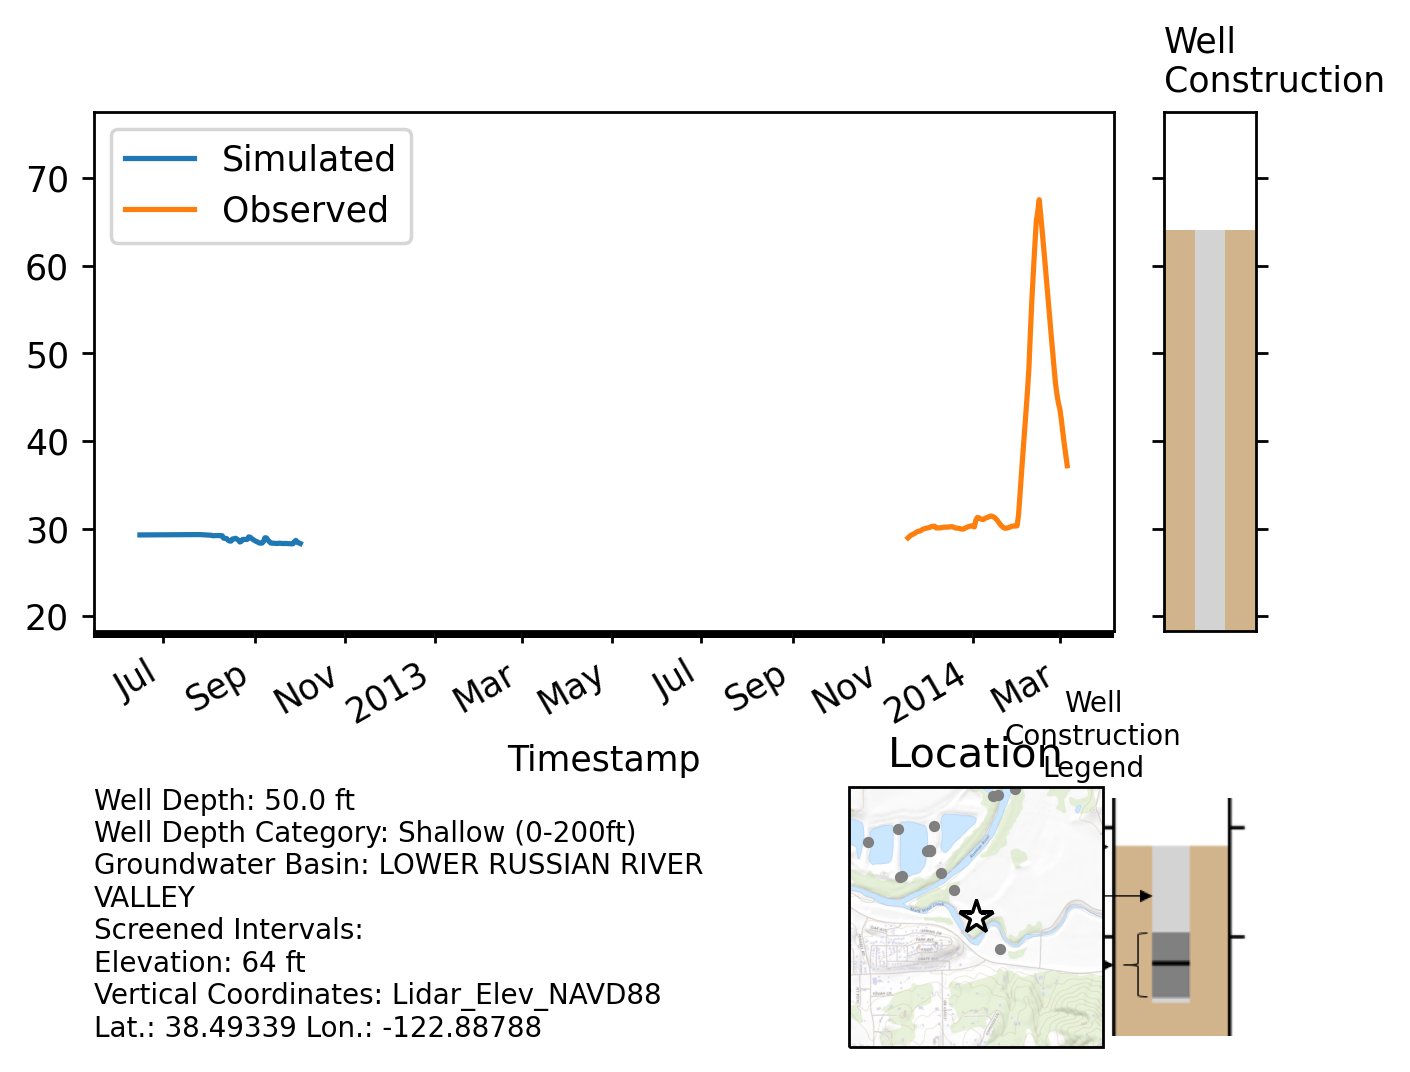 Well
Construction
Simulated
Observed
70
60
50
40
30
20
Jul
Sep
Nov
2013
Mar
May
Jul
Sep
Nov
2014
Mar
Timestamp
Well
Construction
Legend
Location
Well Depth: 50.0 ft
Well Depth Category: Shallow (0-200ft)
Groundwater Basin: LOWER RUSSIAN RIVER
VALLEY
Screened Intervals:
Elevation: 64 ft
Vertical Coordinates: Lidar_Elev_NAVD88
Lat.: 38.49339 Lon.: -122.88788